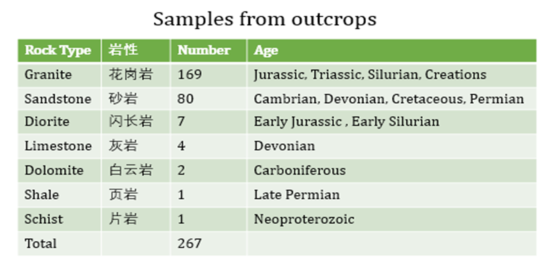 Samples from outcrops
Rock Type 岩性 Number Age
Granite 花岗岩 169 Jurassic, Triassic, Silurian, Creations
Sandstone 砂岩 80 Cambrian, Devonian, Cretaceous, Permian
Diorite 闪长岩 7 Early Jurassic , Early Silurian
Limestone 灰岩 4 Devonian
Dolomite 白云岩 2 Carboniferous
Shale 页岩 1 Late Permian
Schist 片岩 1 Neoproterozoic
Total 267